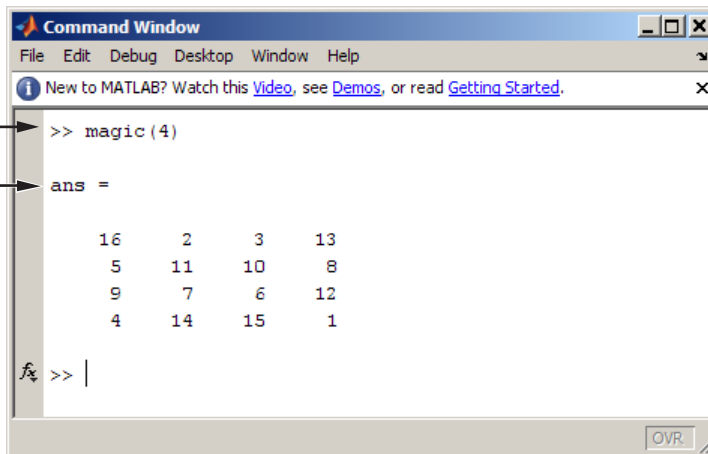 Command Window
File Edit Debug Desktop Window Help
New to MATLAB? Watch this Video, see Demos, or read Getting Started.
>> magic(4)
ans =
16 2 3 13
5 11 10 8
9 7 6 12
4 14 15 1
fx >>
OVR